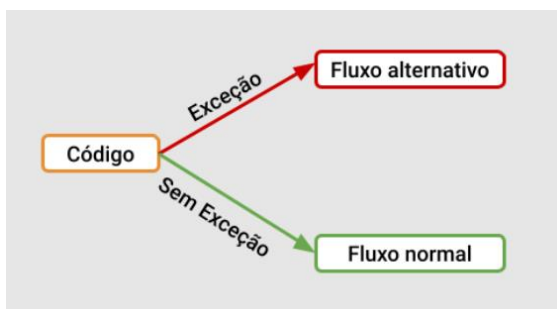 Fluxo alternativo
Exceção
Código
Sem Exceção
Fluxo normal